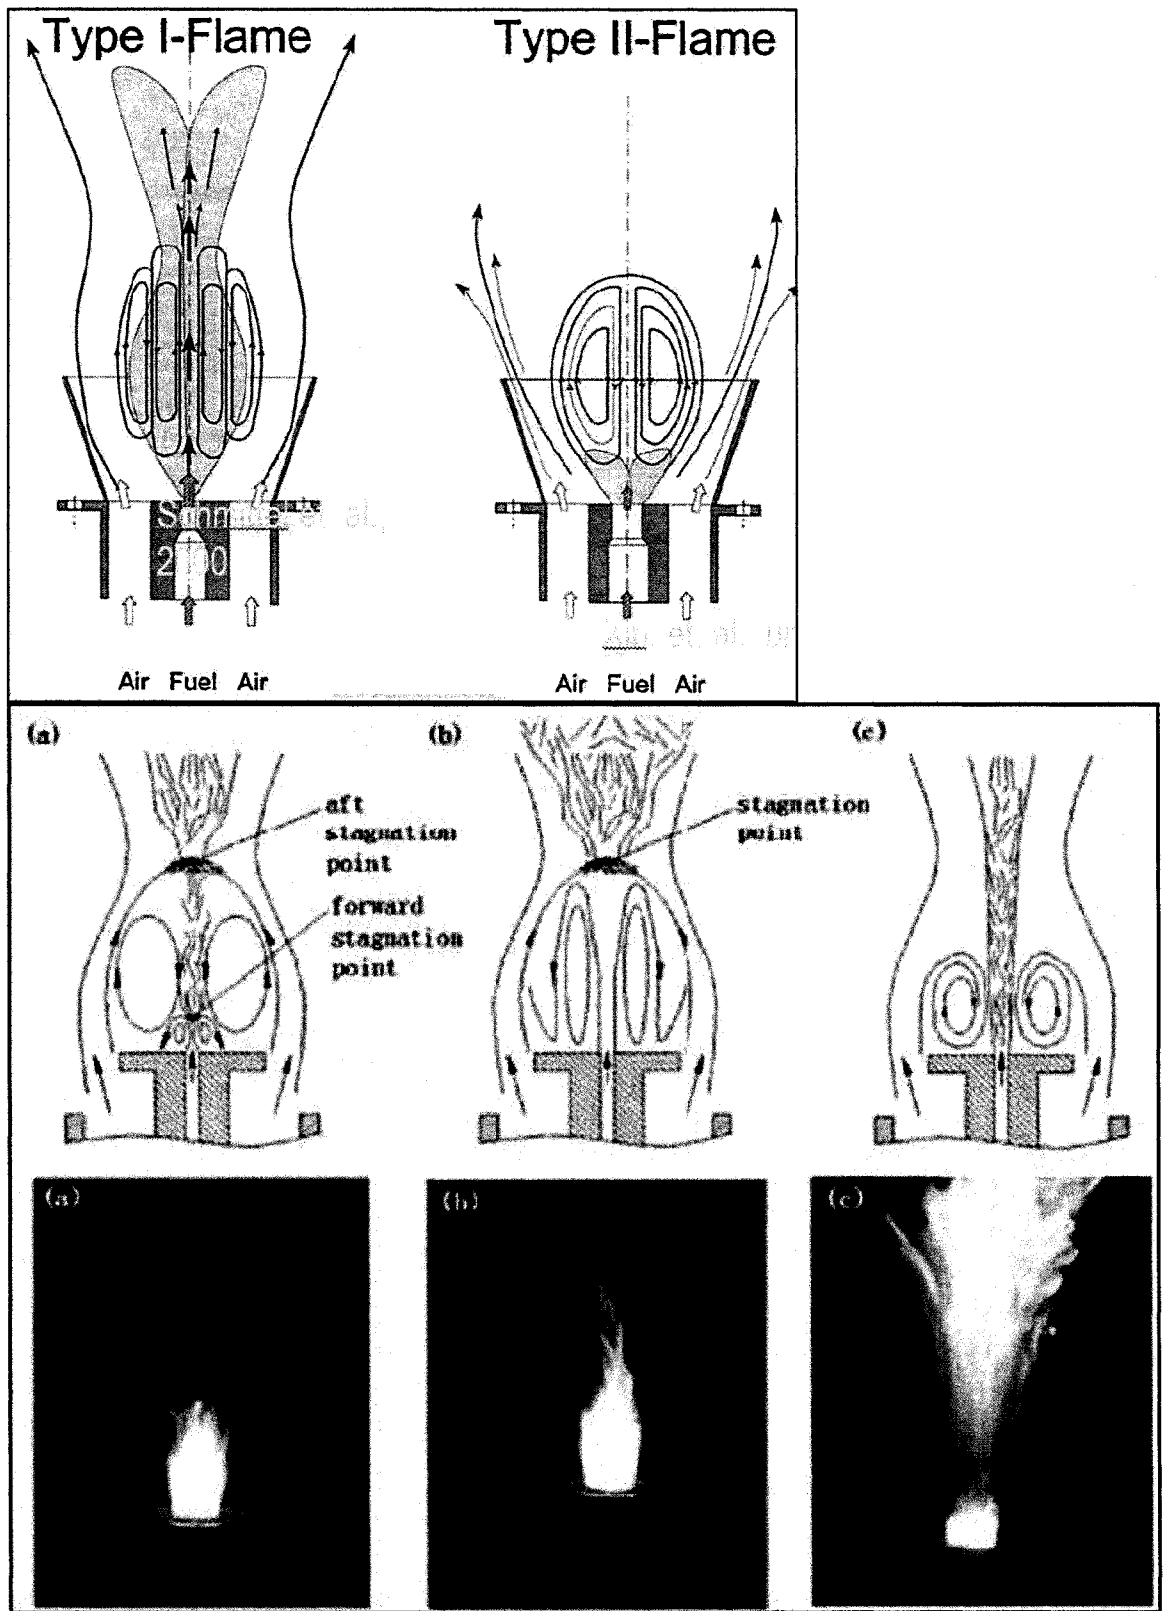 Type I-Flame
Type II-Flame
Air Fuel Air
Air Fuel Air
(a)
(b)
(c)
aft
stagnation
point
forward
stagnation
point
stagnation
point
(a)
(b)
(c)